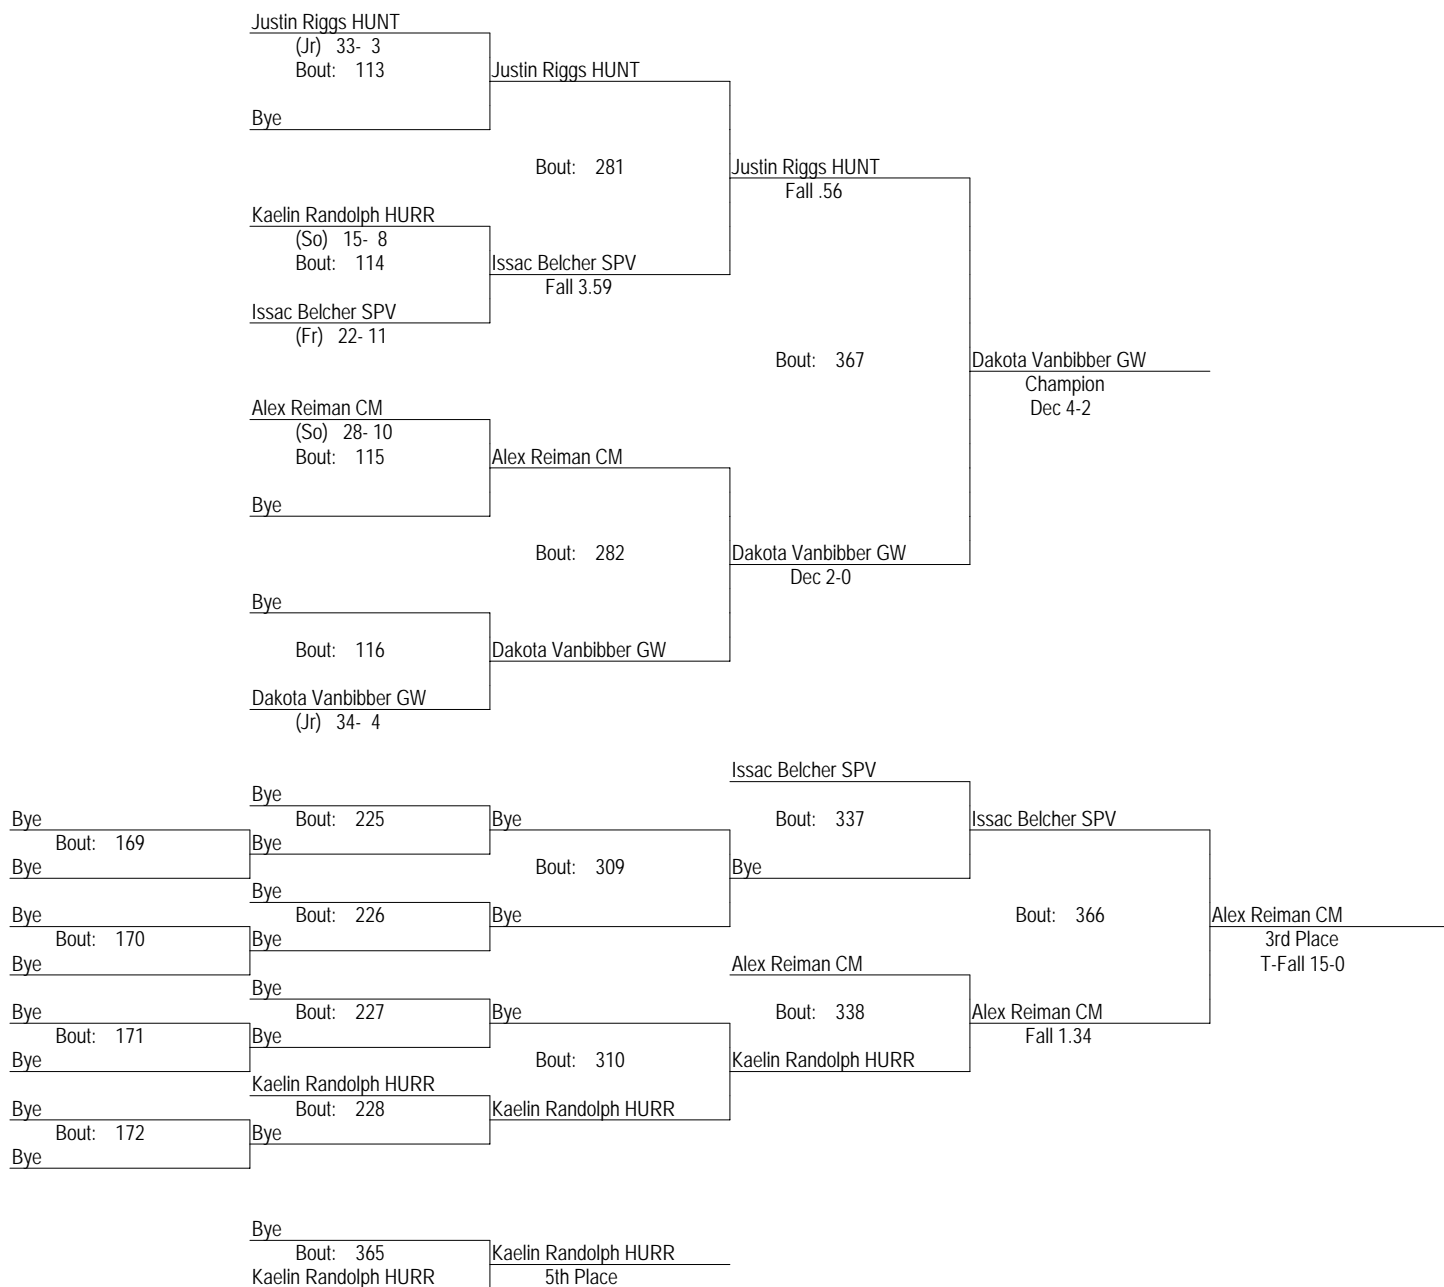 Justin Riggs HUNT
(Jr) 33- 3
Bout: 113
Justin Riggs HUNT
Bye
Bout: 281
Justin Riggs HUNT
Fall .56
Kaelin Randolph HURR
(So) 15- 8
Bout: 114
Issac Belcher SPV
Fall 3.59
Issac Belcher SPV
(Fr) 22- 11
Bout: 367
Dakota Vanbibber GW
Champion
Dec 4-2
Alex Reiman CM
(So) 28- 10
Bout: 115
Alex Reiman CM
Bye
Bout: 282
Dakota Vanbibber GW
Dec 2-0
Bye
Bout: 116
Dakota Vanbibber GW
Dakota Vanbibber GW
(Jr) 34- 4
Issac Belcher SPV
Bye
Bye
Bout: 225
Bye
Bout: 337
Issac Belcher SPV
Bout: 169
Bye
Bye
Bout: 309
Bye
Bye
Bye
Bout: 226
Bye
Bout: 366
Alex Reiman CM
3rd Place
T-Fall 15-0
Bout: 170
Bye
Bye
Alex Reiman CM
Bye
Bye
Bout: 227
Bye
Bout: 338
Alex Reiman CM
Fall 1.34
Bout: 171
Bye
Bye
Bout: 310
Kaelin Randolph HURR
Kaelin Randolph HURR
Bye
Bout: 228
Kaelin Randolph HURR
Bout: 172
Bye
Bye
Bye
Bout: 365
Kaelin Randolph HURR
Kaelin Randolph HURR
5th Place